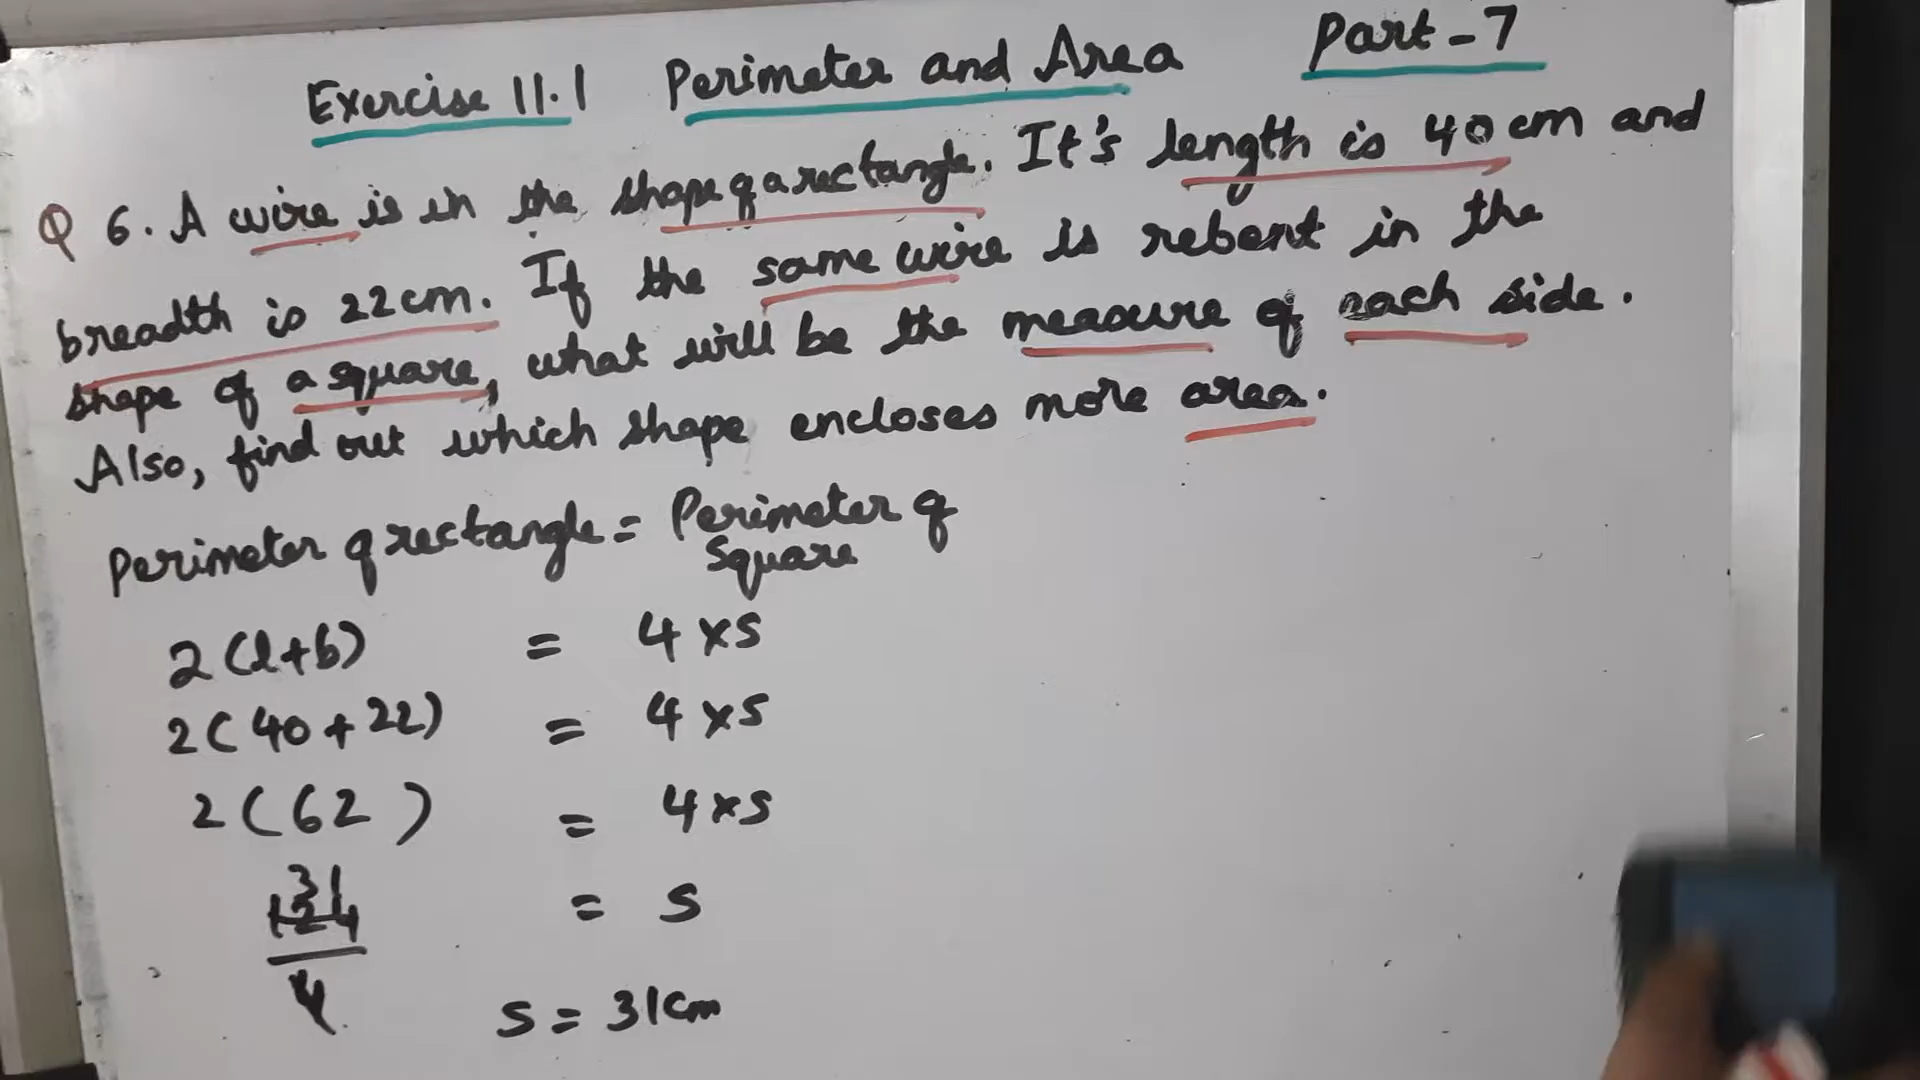 Exercise 11.1 Perimeter and Area Part-7
Q 6. A wire is in the shape of a rectangle. It's length is 40 cm and
breadth is 22 cm. If the same wire is rebent in the
shape of a square, what will be the measure of each side.
Also, find out which shape encloses more area.
Perimeter of rectangle = Perimeter of
Square
2(l+b) = 4×s
2(40+22) = 4×s
2(62) = 4×s
31
124 = s
4
s = 31cm